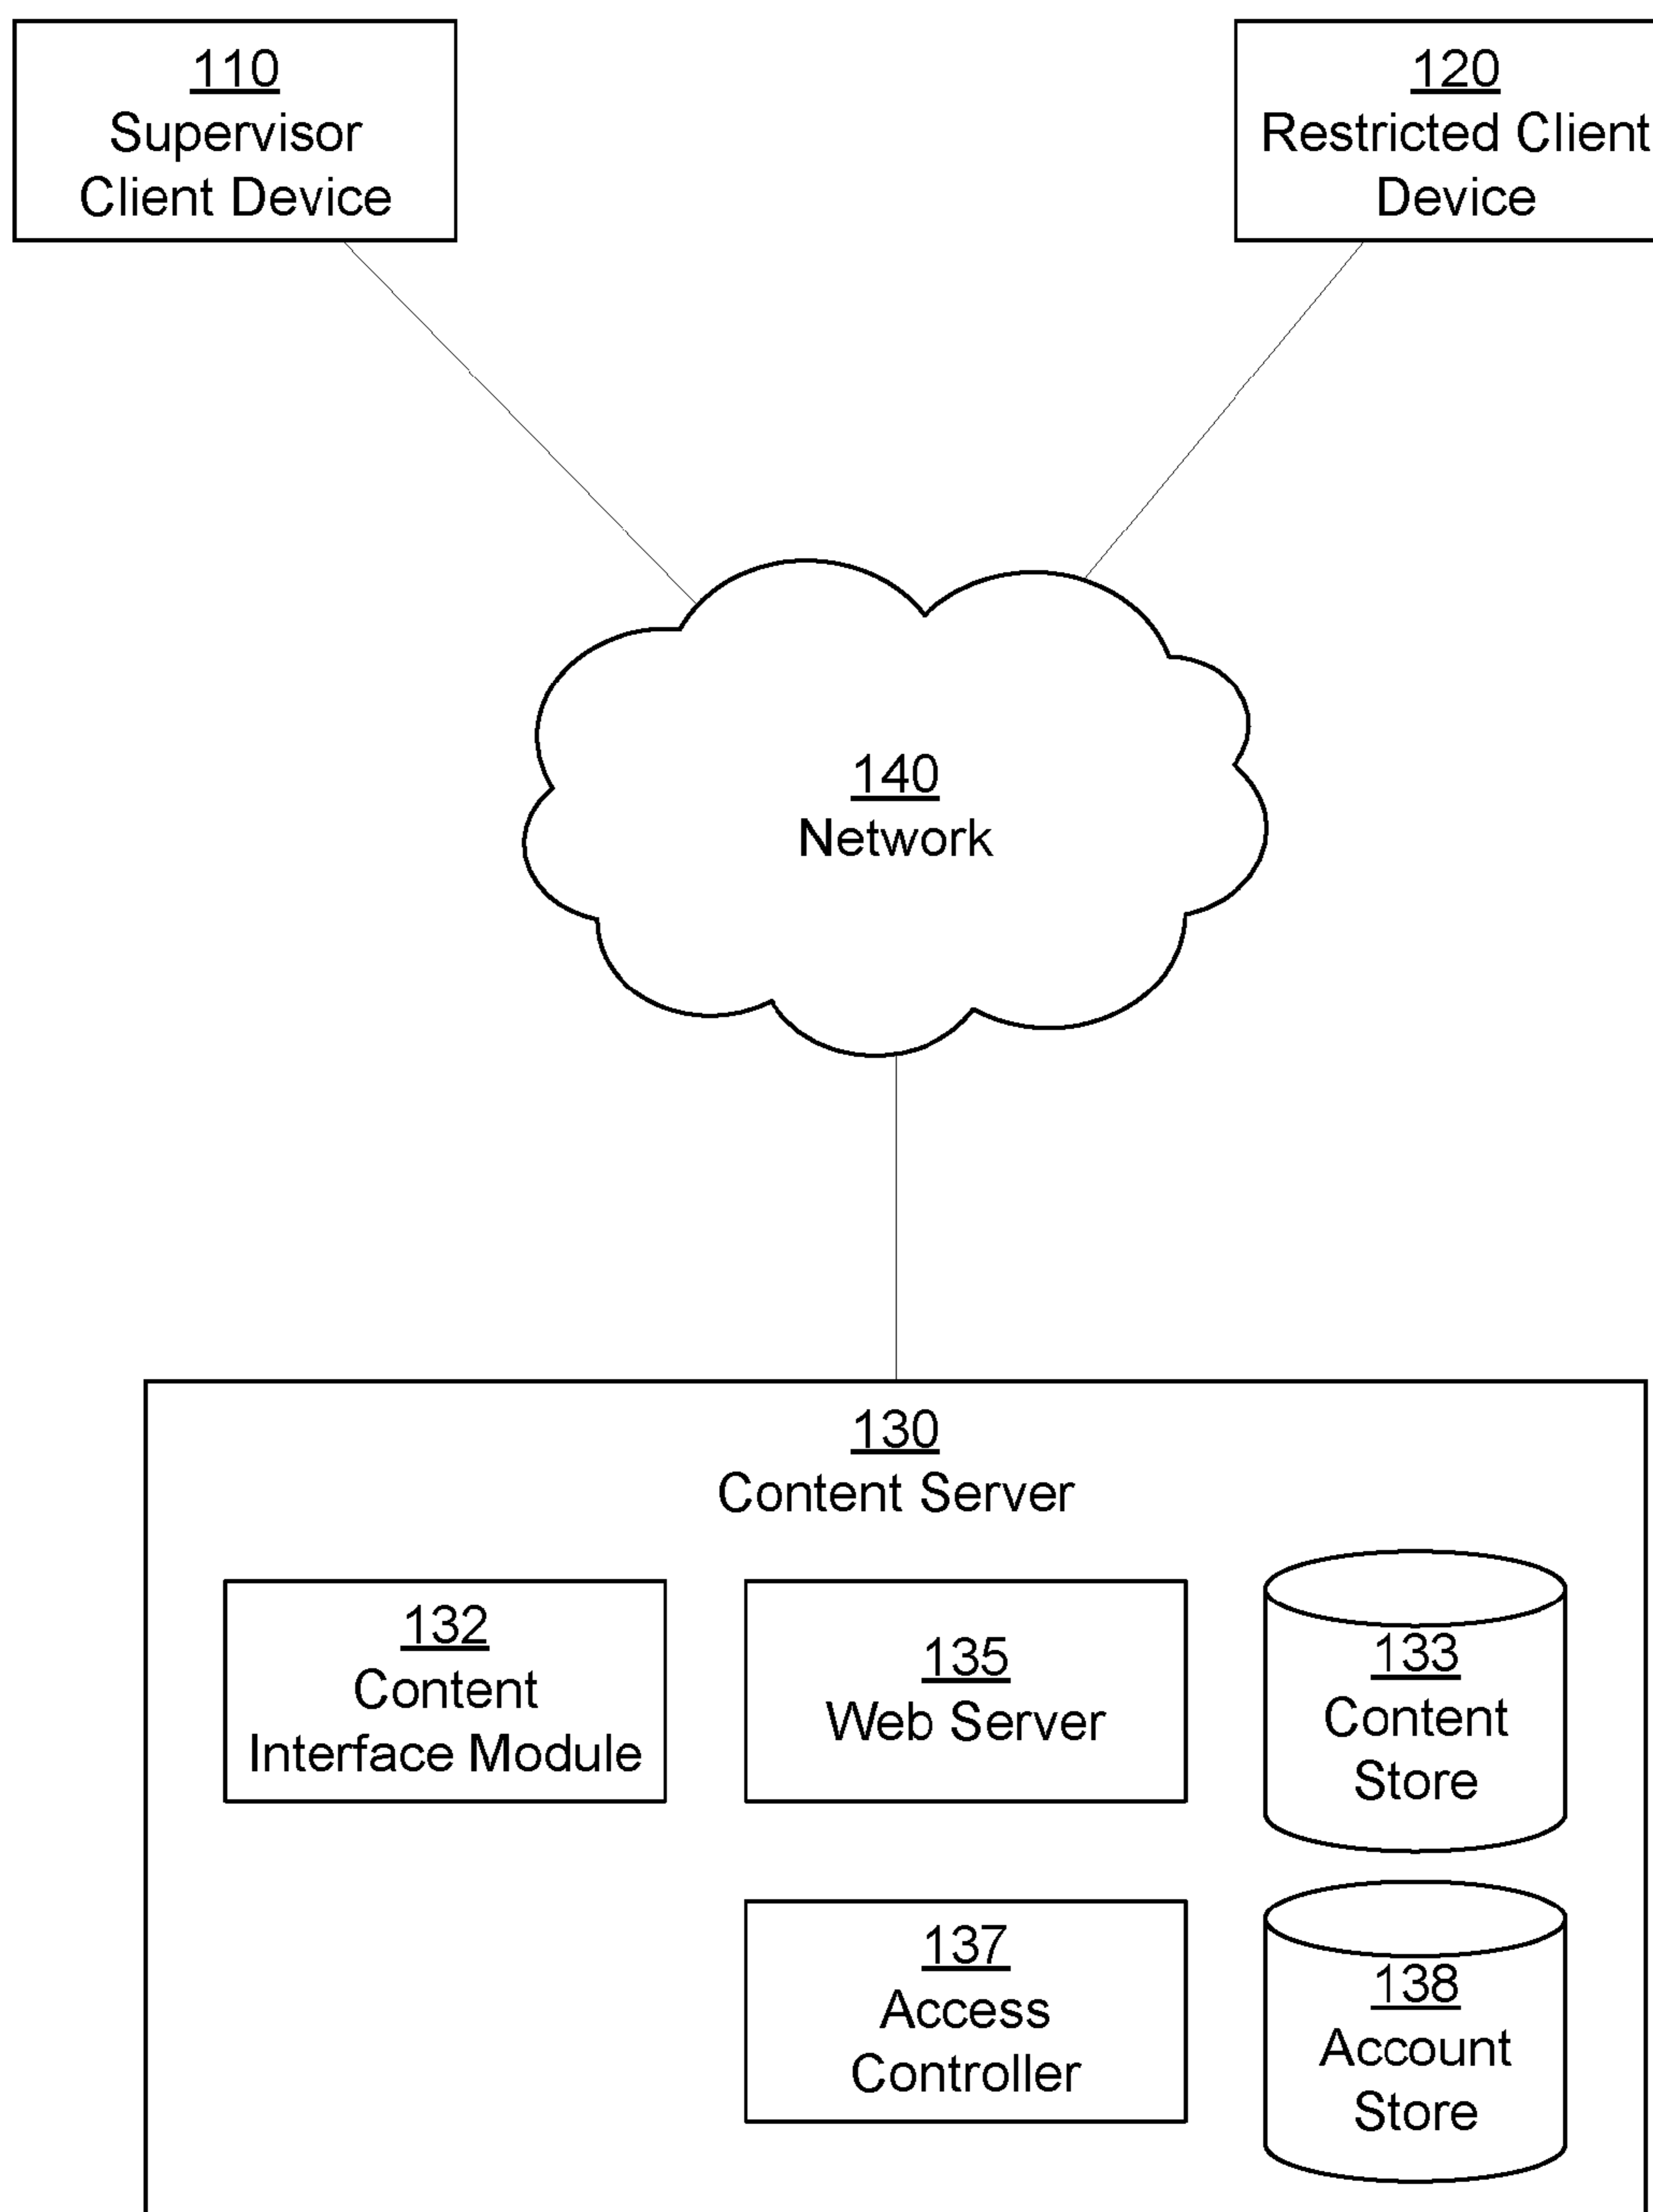 110
Supervisor
Client Device
120
Restricted Client
Device
140
Network
130
Content Server
132
Content
Interface Module
135
Web Server
133
Content
Store
137
Access
Controller
138
Account
Store